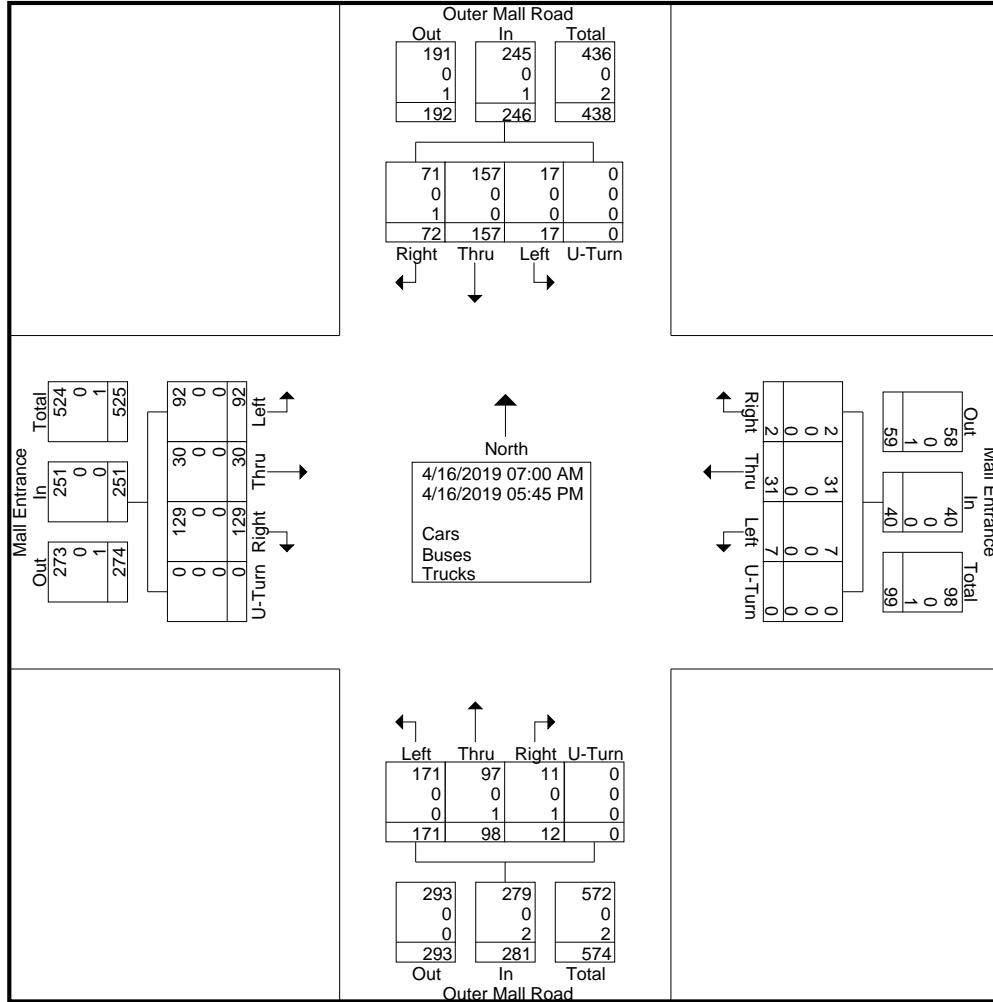 Outer Mall Road
Out In Total
191 245 436
0 0 0
1 1 2
192 246 438
71 157 17 0
0 0 0 0
1 0 0 0
72 157 17 0
Right Thru Left U-Turn
Mall Entrance
Total 524 0 1 525
In 251 0 0 251
Out 273 0 1 274
92 0 0 92 Left
30 0 0 30 Thru
129 0 0 129 Right
0 0 0 0 U-Turn
North
4/16/2019 07:00 AM
4/16/2019 05:45 PM
Cars
Buses
Trucks
Right 2 0 0 2
Thru 31 0 0 31
Left 7 0 0 7
U-Turn 0 0 0 0
Out 58 0 1 59
In 40 0 0 40
Total 98 0 1 99
Mall Entrance
Left Thru Right U-Turn
171 97 11 0
0 0 0 0
0 1 1 0
171 98 12 0
293 279 572
0 0 0
0 2 2
293 281 574
Out In Total
Outer Mall Road